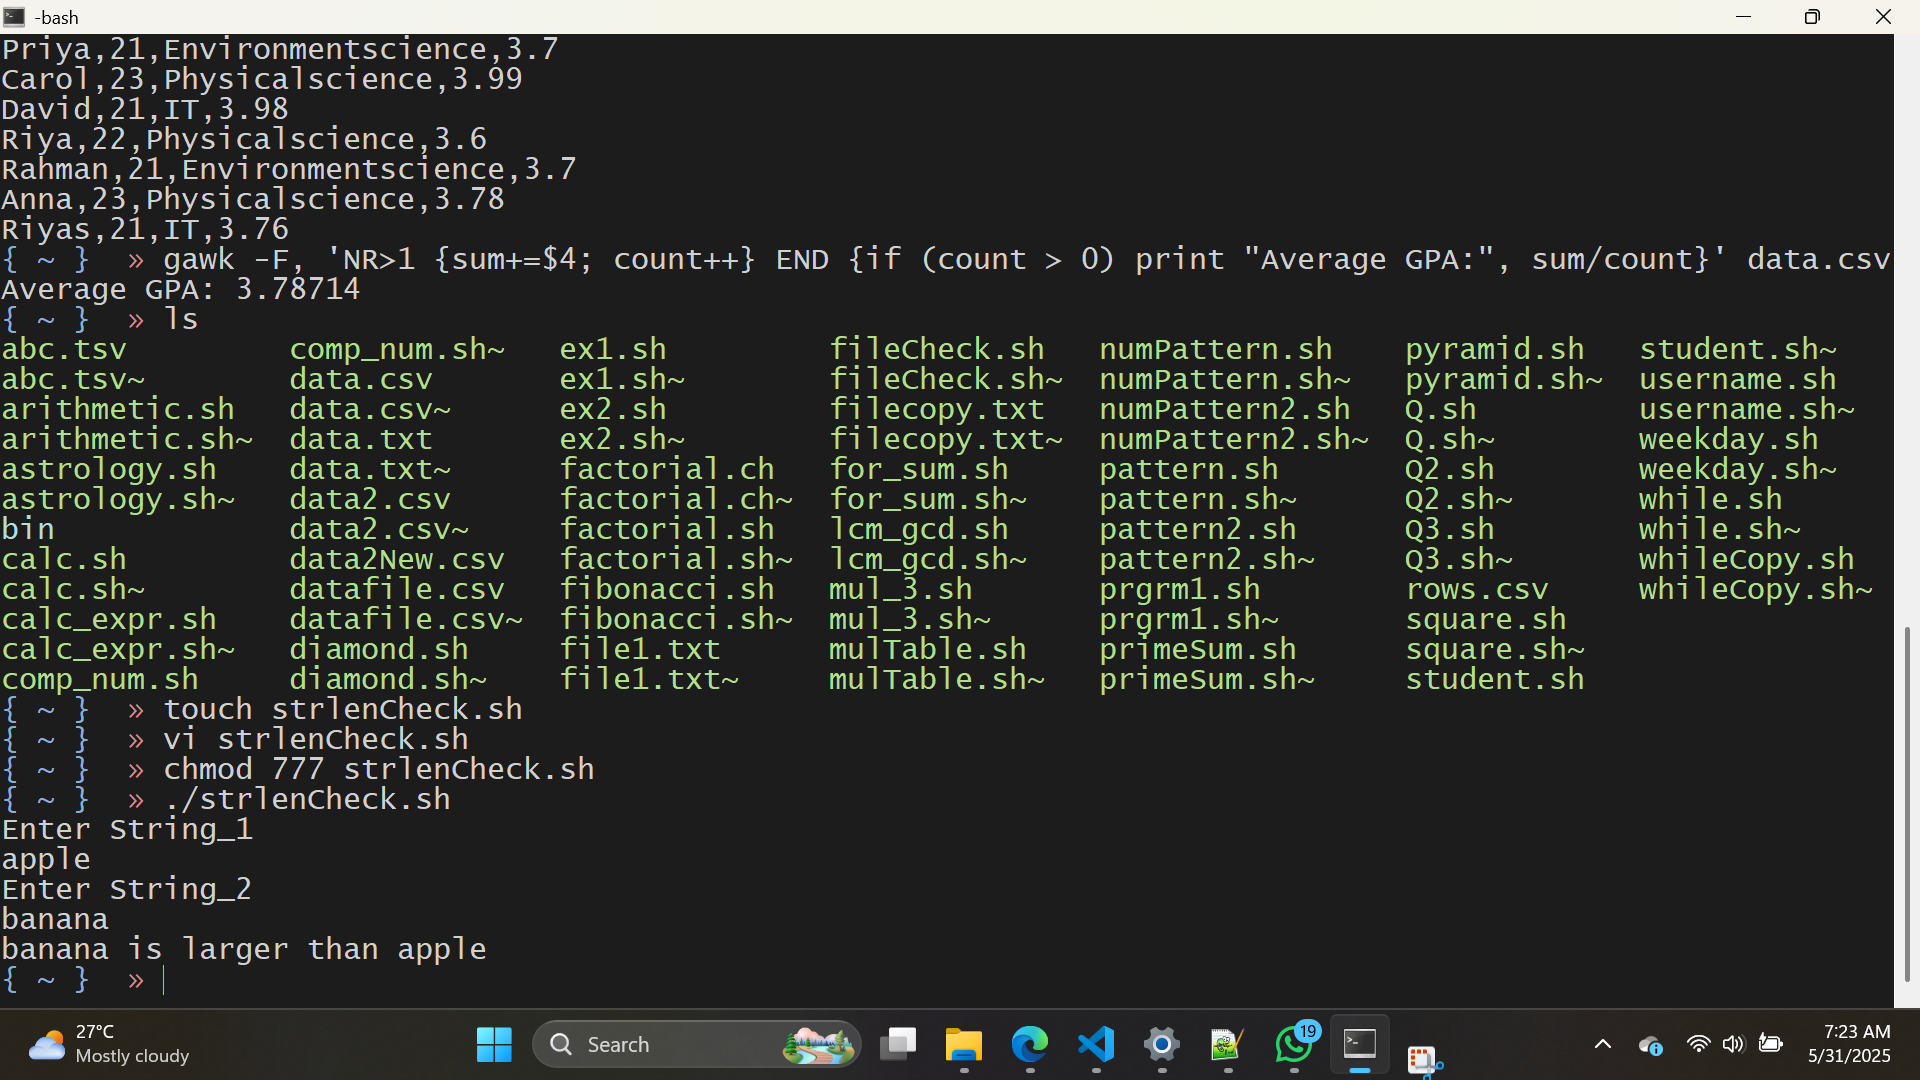 -bash
Priya,21,Environmentscience,3.7
Carol,23,Physicalscience,3.99
David,21,IT,3.98
Riya,22,Physicalscience,3.6
Rahman,21,Environmentscience,3.7
Anna,23,Physicalscience,3.78
Riyas,21,IT,3.76
{ ~ }  » gawk -F, 'NR>1 {sum+=$4; count++} END {if (count > 0) print "Average GPA:", sum/count}' data.csv
Average GPA: 3.78714
{ ~ }  » ls
abc.tsv comp_num.sh~ ex1.sh fileCheck.sh numPattern.sh pyramid.sh student.sh~
abc.tsv~ data.csv ex1.sh~ fileCheck.sh~ numPattern.sh~ pyramid.sh~ username.sh
arithmetic.sh data.csv~ ex2.sh filecopy.txt numPattern2.sh Q.sh username.sh~
arithmetic.sh~ data.txt ex2.sh~ filecopy.txt~ numPattern2.sh~ Q.sh~ weekday.sh
astrology.sh data.txt~ factorial.ch for_sum.sh pattern.sh Q2.sh weekday.sh~
astrology.sh~ data2.csv factorial.ch~ for_sum.sh~ pattern.sh~ Q2.sh~ while.sh
bin data2.csv~ factorial.sh lcm_gcd.sh pattern2.sh Q3.sh while.sh~
calc.sh data2New.csv factorial.sh~ lcm_gcd.sh~ pattern2.sh~ Q3.sh~ whileCopy.sh
calc.sh~ datafile.csv fibonacci.sh mul_3.sh prgrm1.sh rows.csv whileCopy.sh~
calc_expr.sh datafile.csv~ fibonacci.sh~ mul_3.sh~ prgrm1.sh~ square.sh
calc_expr.sh~ diamond.sh file1.txt mulTable.sh primeSum.sh square.sh~
comp_num.sh diamond.sh~ file1.txt~ mulTable.sh~ primeSum.sh~ student.sh
{ ~ }  » touch strlenCheck.sh
{ ~ }  » vi strlenCheck.sh
{ ~ }  » chmod 777 strlenCheck.sh
{ ~ }  » ./strlenCheck.sh
Enter String_1
apple
Enter String_2
banana
banana is larger than apple
{ ~ }  »
27°C
Mostly cloudy
Search
19
7:23 AM
5/31/2025